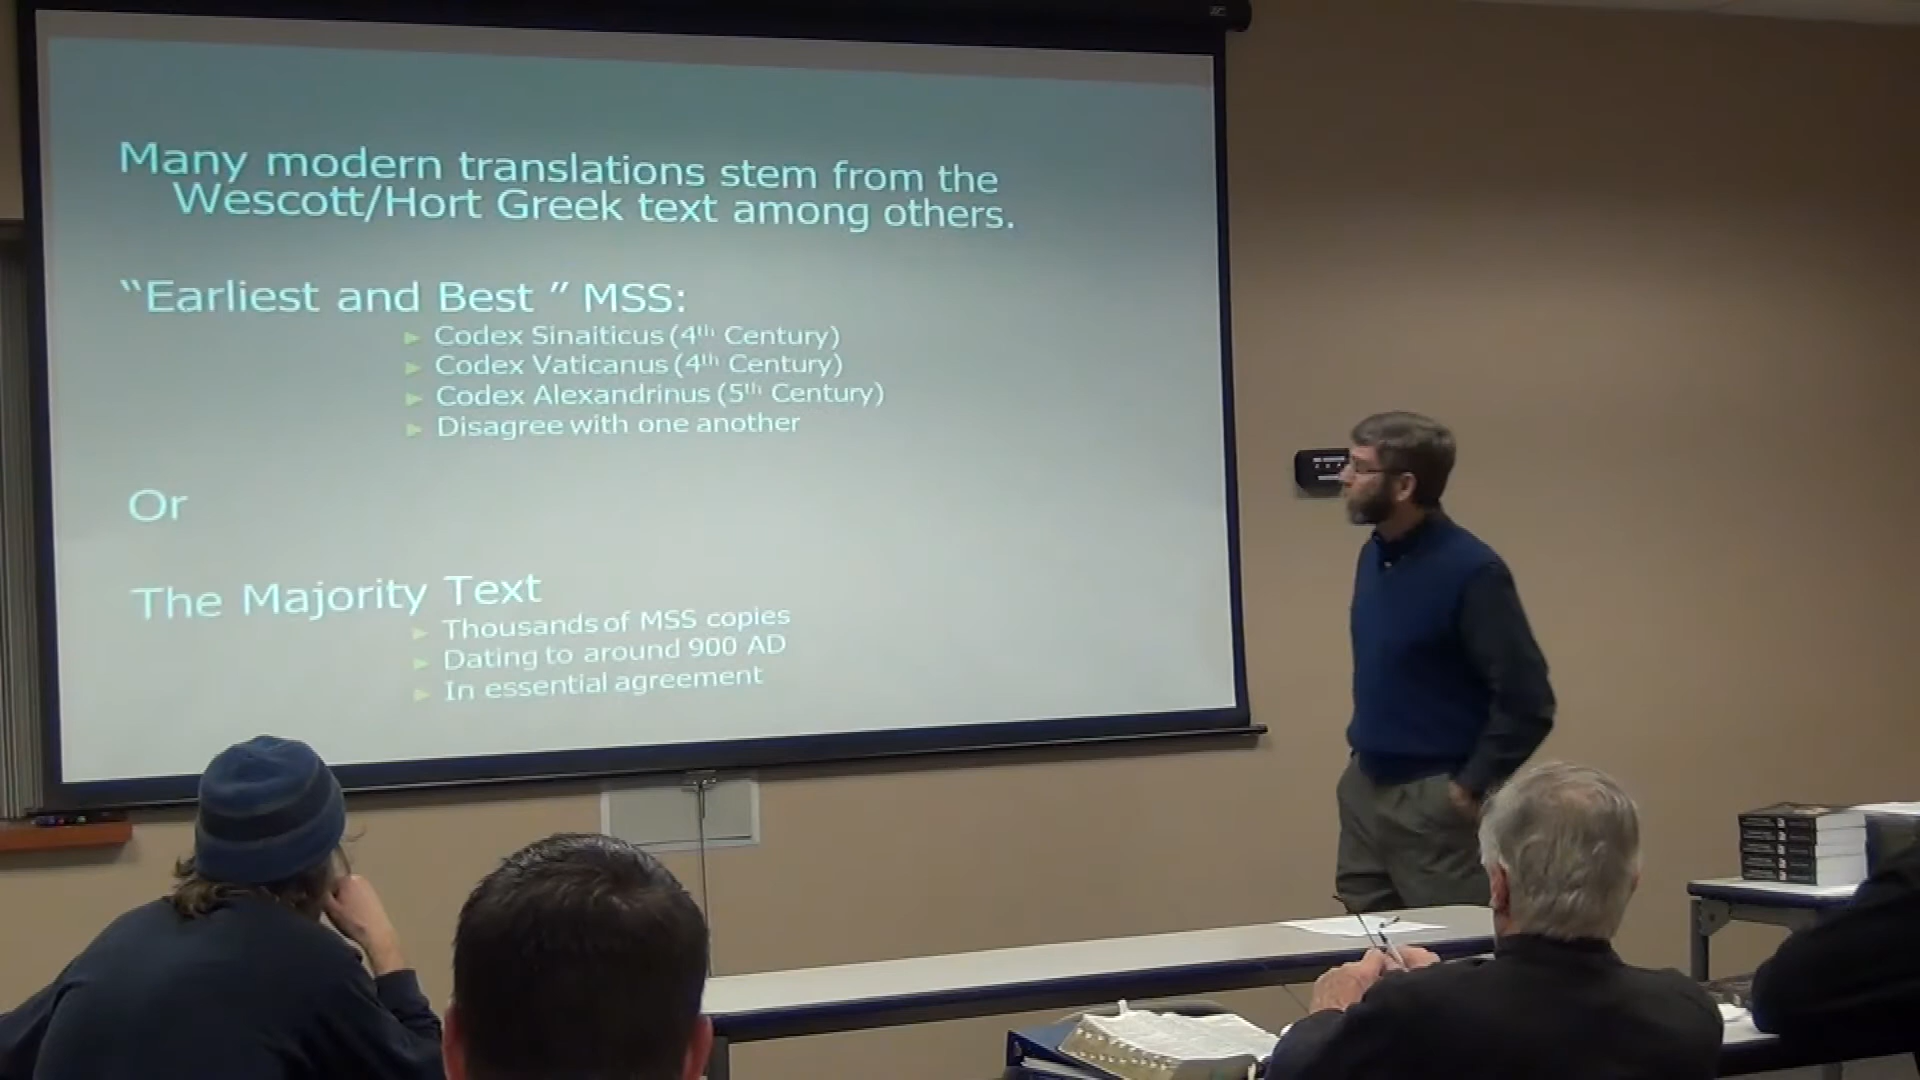 Many modern translations stem from the
Wescott/Hort Greek text among others.
“Earliest and Best ” MSS:
► Codex Sinaiticus (4th Century)
► Codex Vaticanus (4th Century)
► Codex Alexandrinus (5th Century)
► Disagree with one another
Or
The Majority Text
► Thousands of MSS copies
► Dating to around 900 AD
► In essential agreement